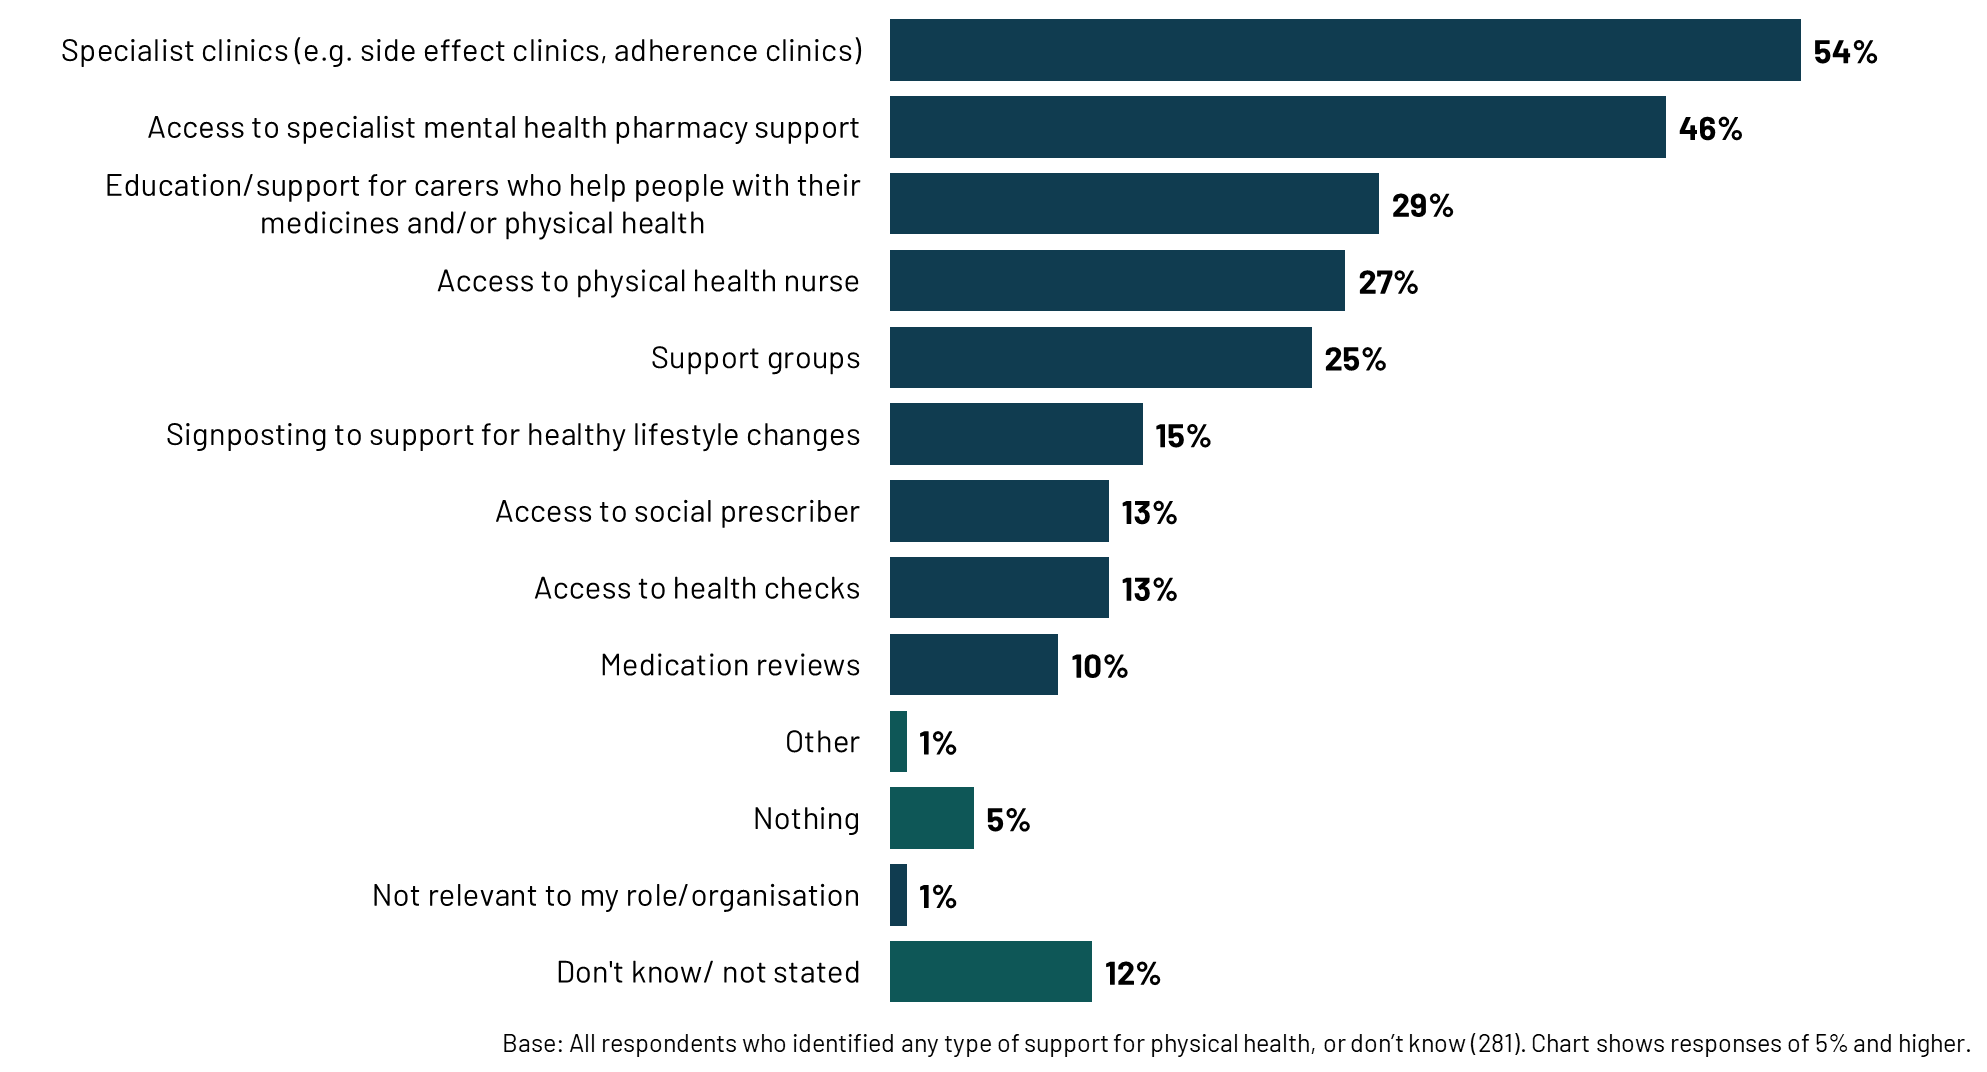 Specialist clinics (e.g. side effect clinics, adherence clinics) 54%
Access to specialist mental health pharmacy support 46%
Education/support for carers who help people with their
medicines and/or physical health 29%
Access to physical health nurse 27%
Support groups 25%
Signposting to support for healthy lifestyle changes 15%
Access to social prescriber 13%
Access to health checks 13%
Medication reviews 10%
Other 1%
Nothing 5%
Not relevant to my role/organisation 1%
Don't know/ not stated 12%
Base: All respondents who identified any type of support for physical health, or don’t know (281). Chart shows responses of 5% and higher.